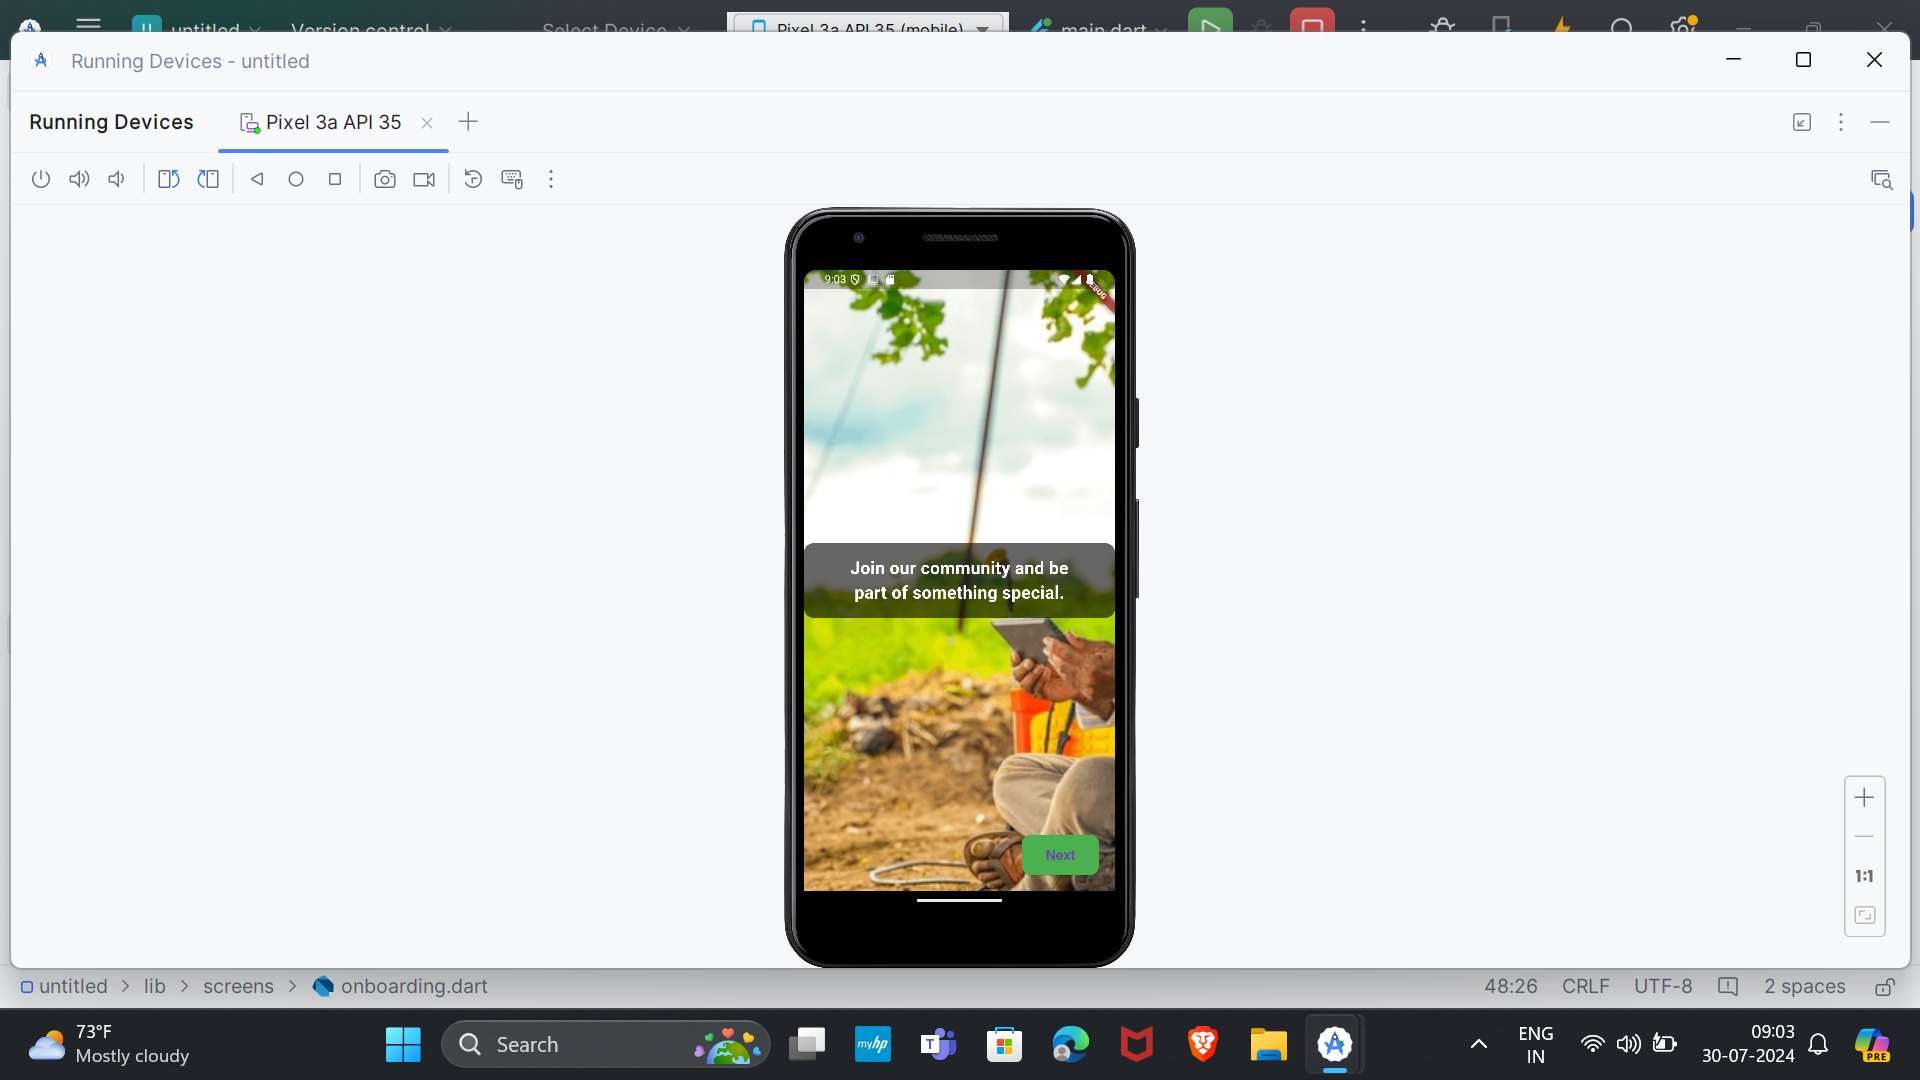 untitled
Version control
Select Device
Pixel 3a API 35 (mobile)
main.dart
Running Devices - untitled
Running Devices
Pixel 3a API 35
9:03
Join our community and be
part of something special.
Next
1:1
untitled > lib > screens > onboarding.dart
48:26
CRLF
UTF-8
2 spaces
73°F
Mostly cloudy
Search
myhp
T
PRE
ENG
IN
09:03
30-07-2024